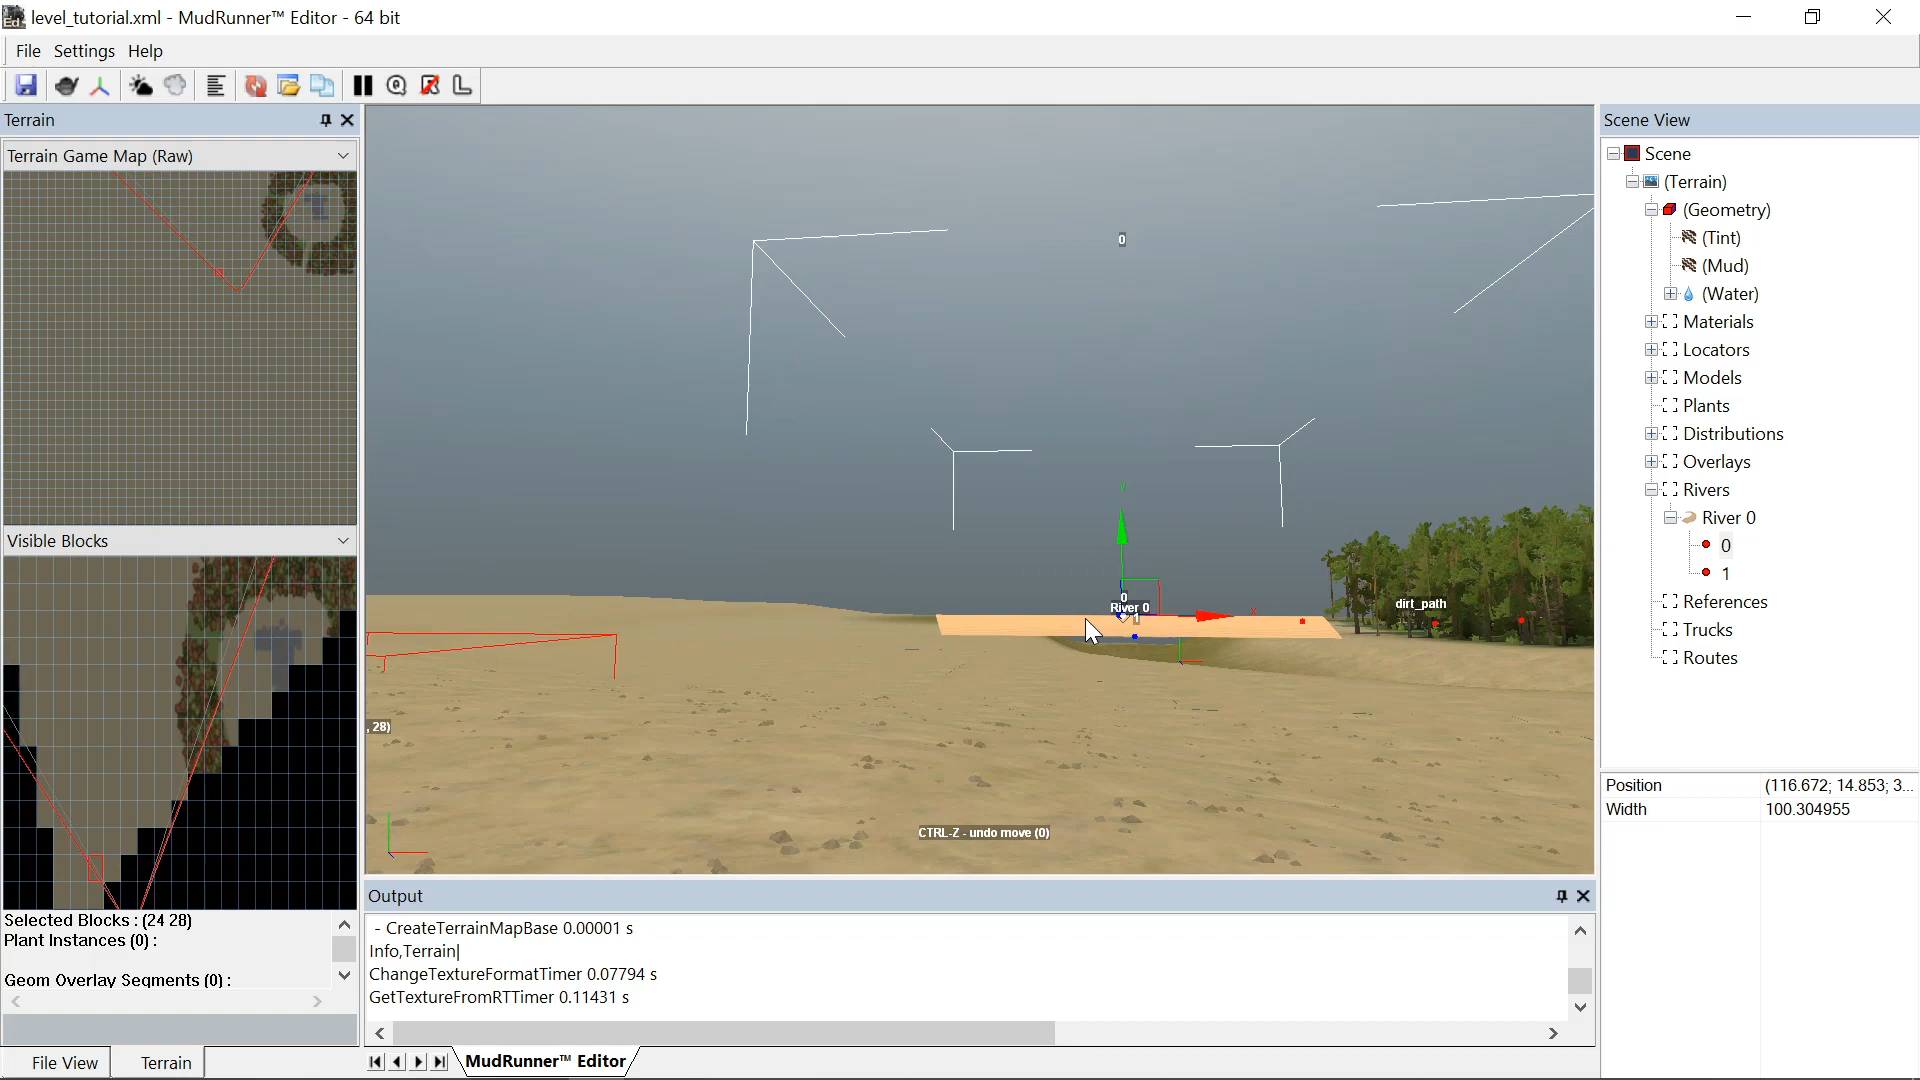 level_tutorial.xml - MudRunner™ Editor - 64 bit
File Settings Help
Terrain
Terrain Game Map (Raw)
Visible Blocks
Selected Blocks : (24 28)
Plant Instances (0) :
Geom Overlay Segments (0) :
File View Terrain
0
y
0
River 0
1
x
dirt_path
, 28)
CTRL-Z - undo move (0)
Output
- CreateTerrainMapBase 0.00001 s
Info,Terrain|
ChangeTextureFormatTimer 0.07794 s
GetTextureFromRTTimer 0.11431 s
MudRunner™ Editor
Scene View
Scene
(Terrain)
(Geometry)
(Tint)
(Mud)
(Water)
Materials
Locators
Models
Plants
Distributions
Overlays
Rivers
River 0
0
1
References
Trucks
Routes
Position (116.672; 14.853; 3...
Width 100.304955